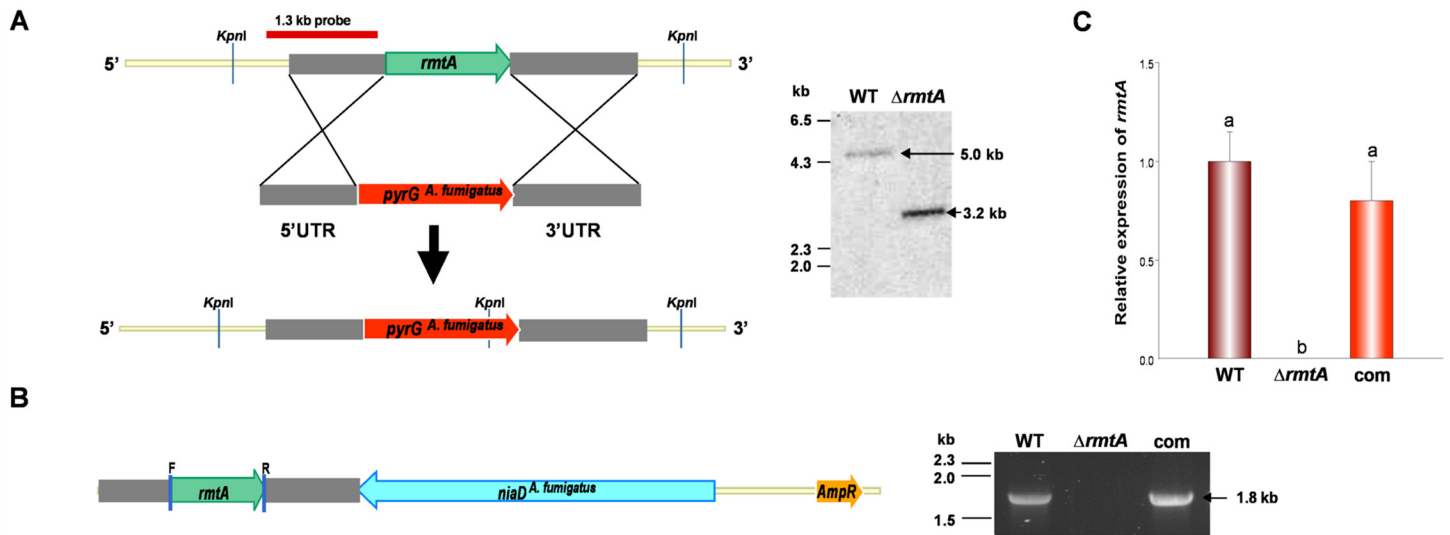 A
1.3 kb probe
KpnI
KpnI
5’
rmtA
3’
pyrG A. fumigatus
5’UTR
3’UTR
KpnI
KpnI
KpnI
5’
pyrG A. fumigatus
3’
kb
WT
ΔrmtA
6.5
4.3
5.0 kb
3.2 kb
2.3
2.0
C
Relative expression of rmtA
1.5
1.0
0.5
0.0
a
b
a
WT
ΔrmtA
com
B
F
R
rmtA
niaD A. fumigatus
AmpR
kb
WT
ΔrmtA
com
2.3
2.0
1.8 kb
1.5